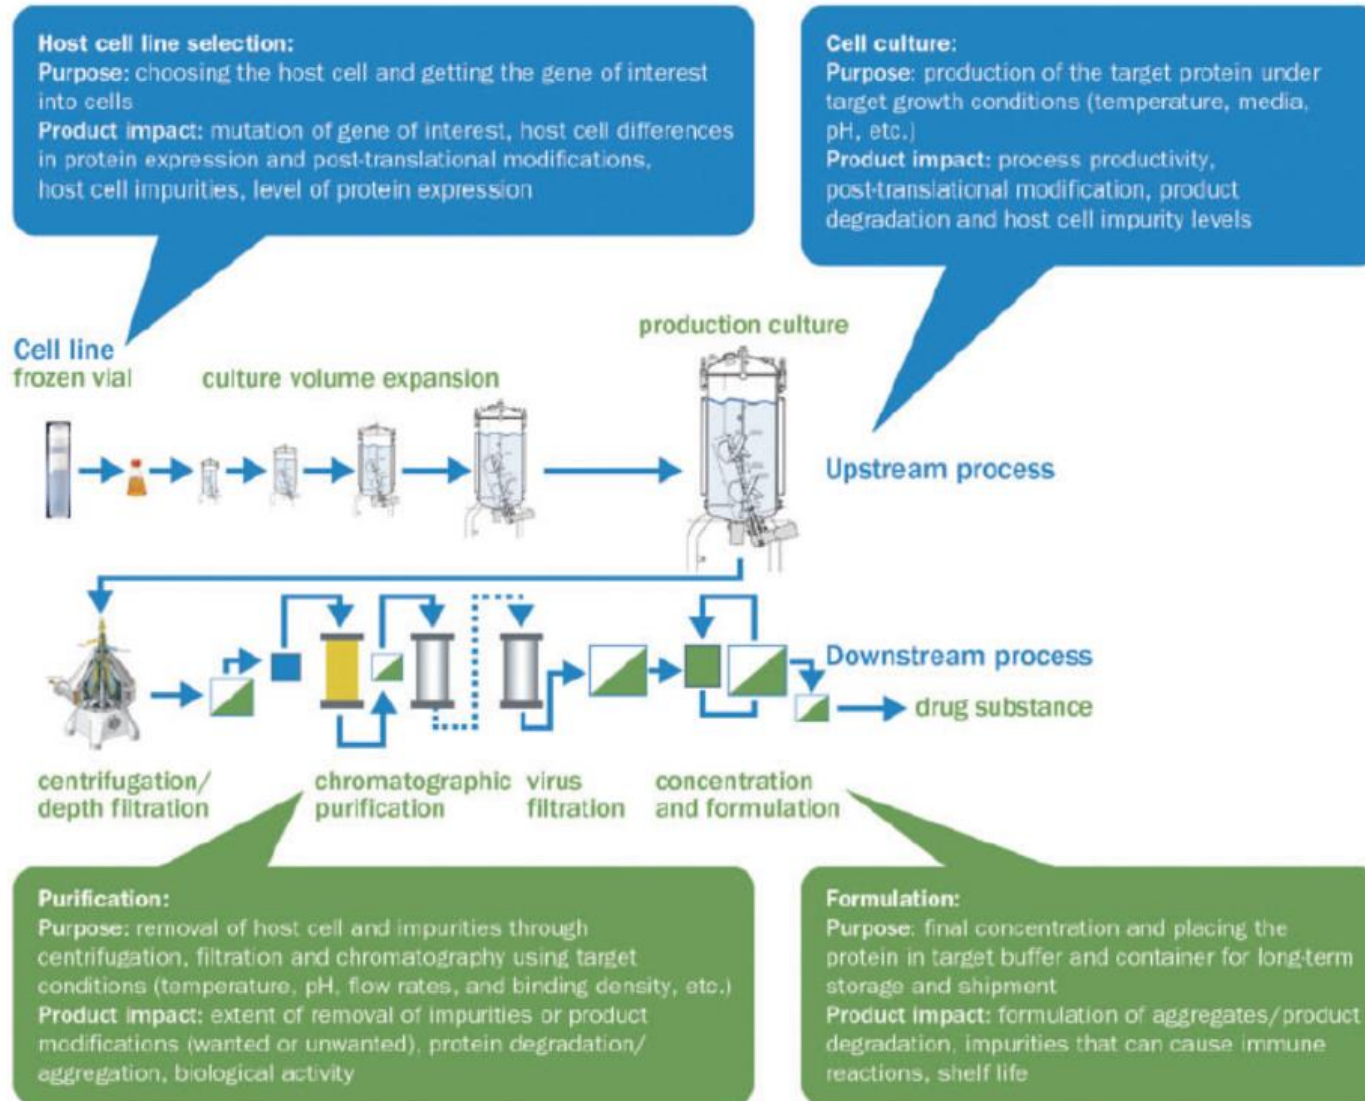 Host cell line selection:
Purpose: choosing the host cell and getting the gene of interest
into cells
Product impact: mutation of gene of interest, host cell differences
in protein expression and post-translational modifications,
host cell impurities, level of protein expression
Cell culture:
Purpose: production of the target protein under
target growth conditions (temperature, media,
pH, etc.)
Product impact: process productivity,
post-translational modification, product
degradation and host cell impurity levels
Cell line
frozen vial
culture volume expansion
production culture
Upstream process
Downstream process
drug substance
centrifugation/
depth filtration
chromatographic
purification
virus
filtration
concentration
and formulation
Purification:
Purpose: removal of host cell and impurities through
centrifugation, filtration and chromatography using target
conditions (temperature, pH, flow rates, and binding density, etc.)
Product impact: extent of removal of impurities or product
modifications (wanted or unwanted), protein degradation/
aggregation, biological activity
Formulation:
Purpose: final concentration and placing the
protein in target buffer and container for long-term
storage and shipment
Product impact: formulation of aggregates/product
degradation, impurities that can cause immune
reactions, shelf life